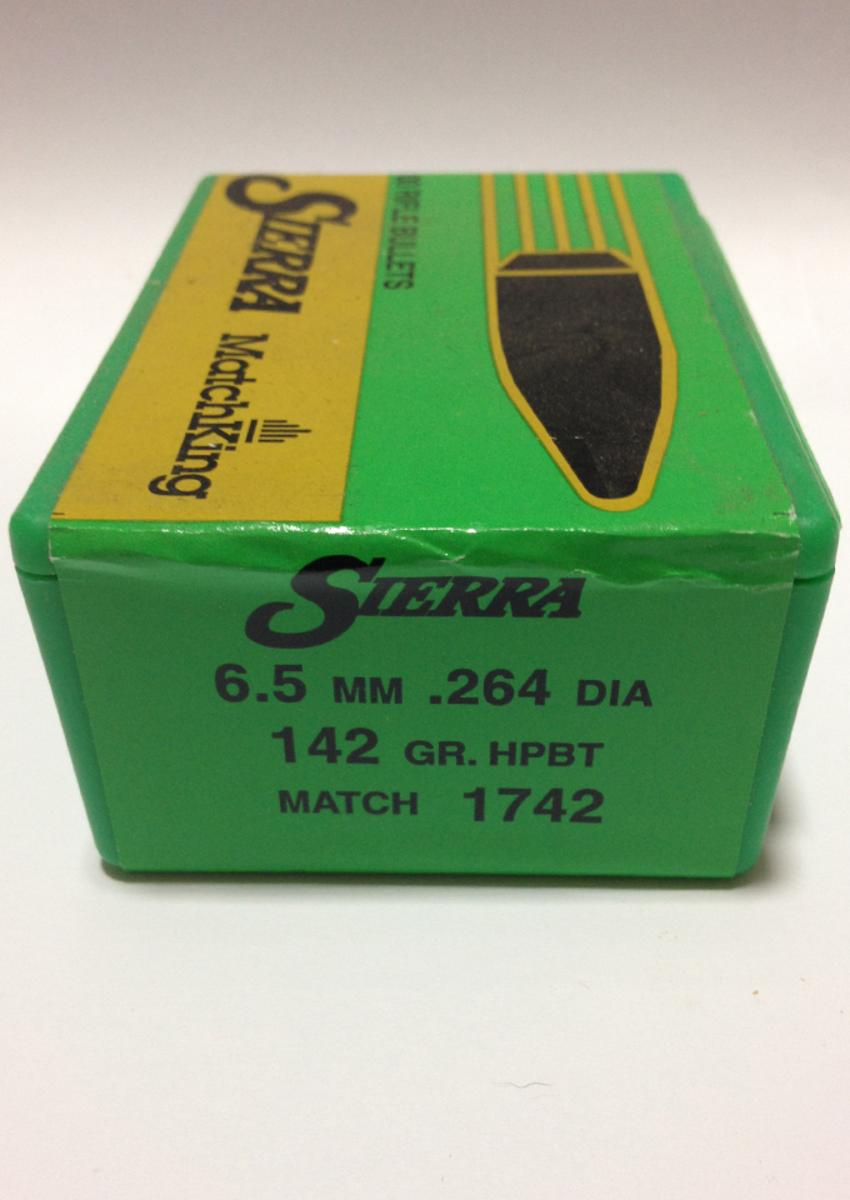 SIERRA MatchKing
RIFLE BULLETS
SIERRA
6.5 MM .264 DIA
142 GR. HPBT
MATCH 1742